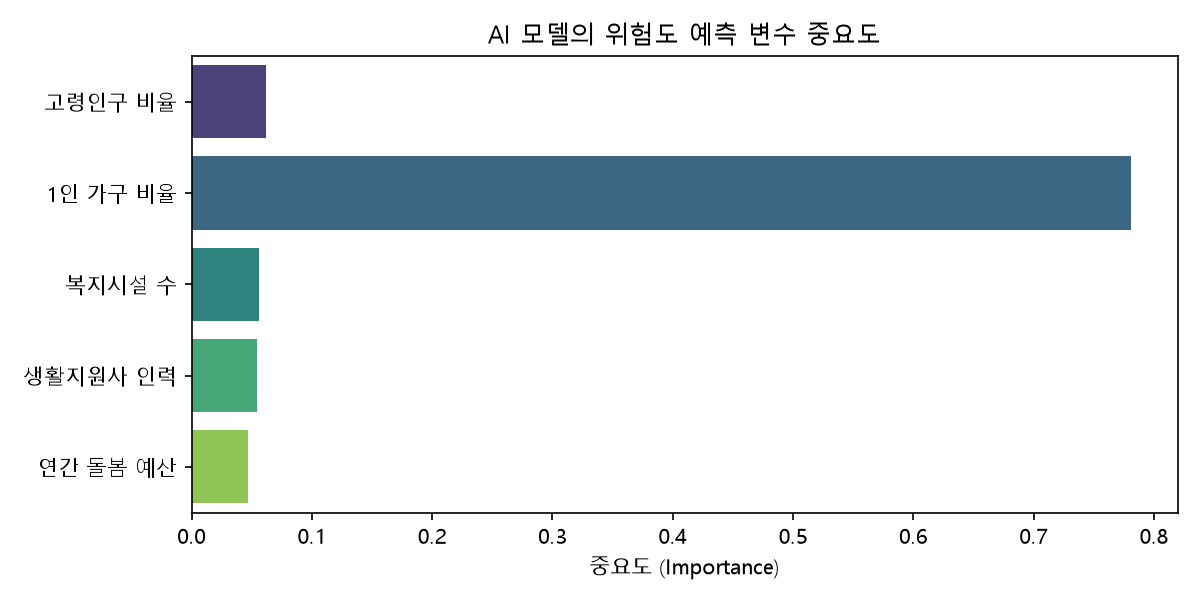 AI 모델의 위험도 예측 변수 중요도
고령인구 비율
1인 가구 비율
복지시설 수
생활지원사 인력
연간 돌봄 예산
0.0 0.1 0.2 0.3 0.4 0.5 0.6 0.7 0.8
중요도 (Importance)